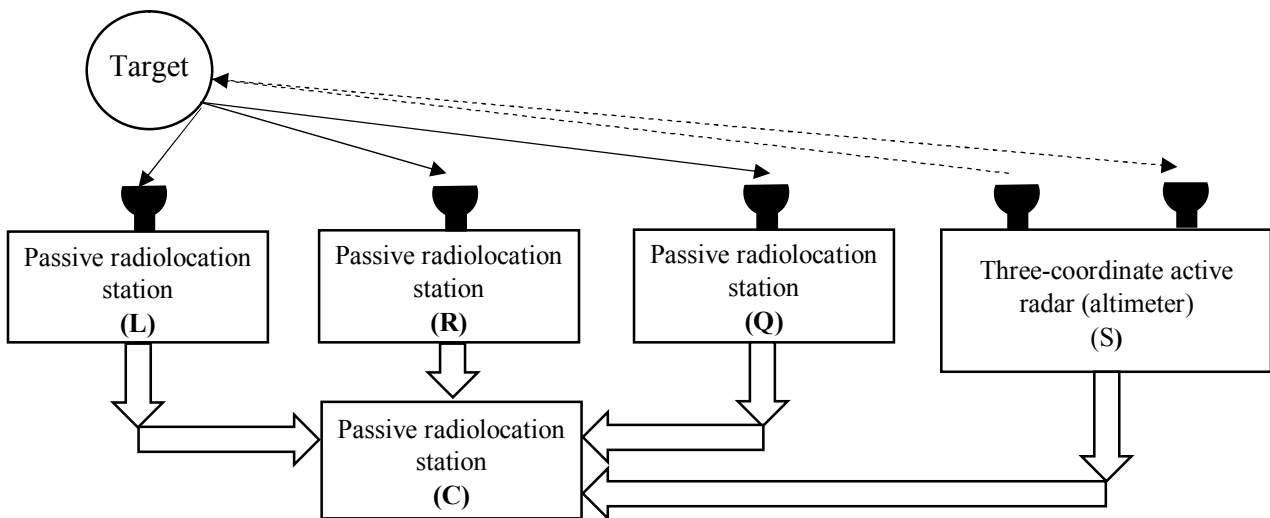 Target
Passive radiolocation
station
(L)
Passive radiolocation
station
(R)
Passive radiolocation
station
(Q)
Three-coordinate active
radar (altimeter)
(S)
Passive radiolocation
station
(C)